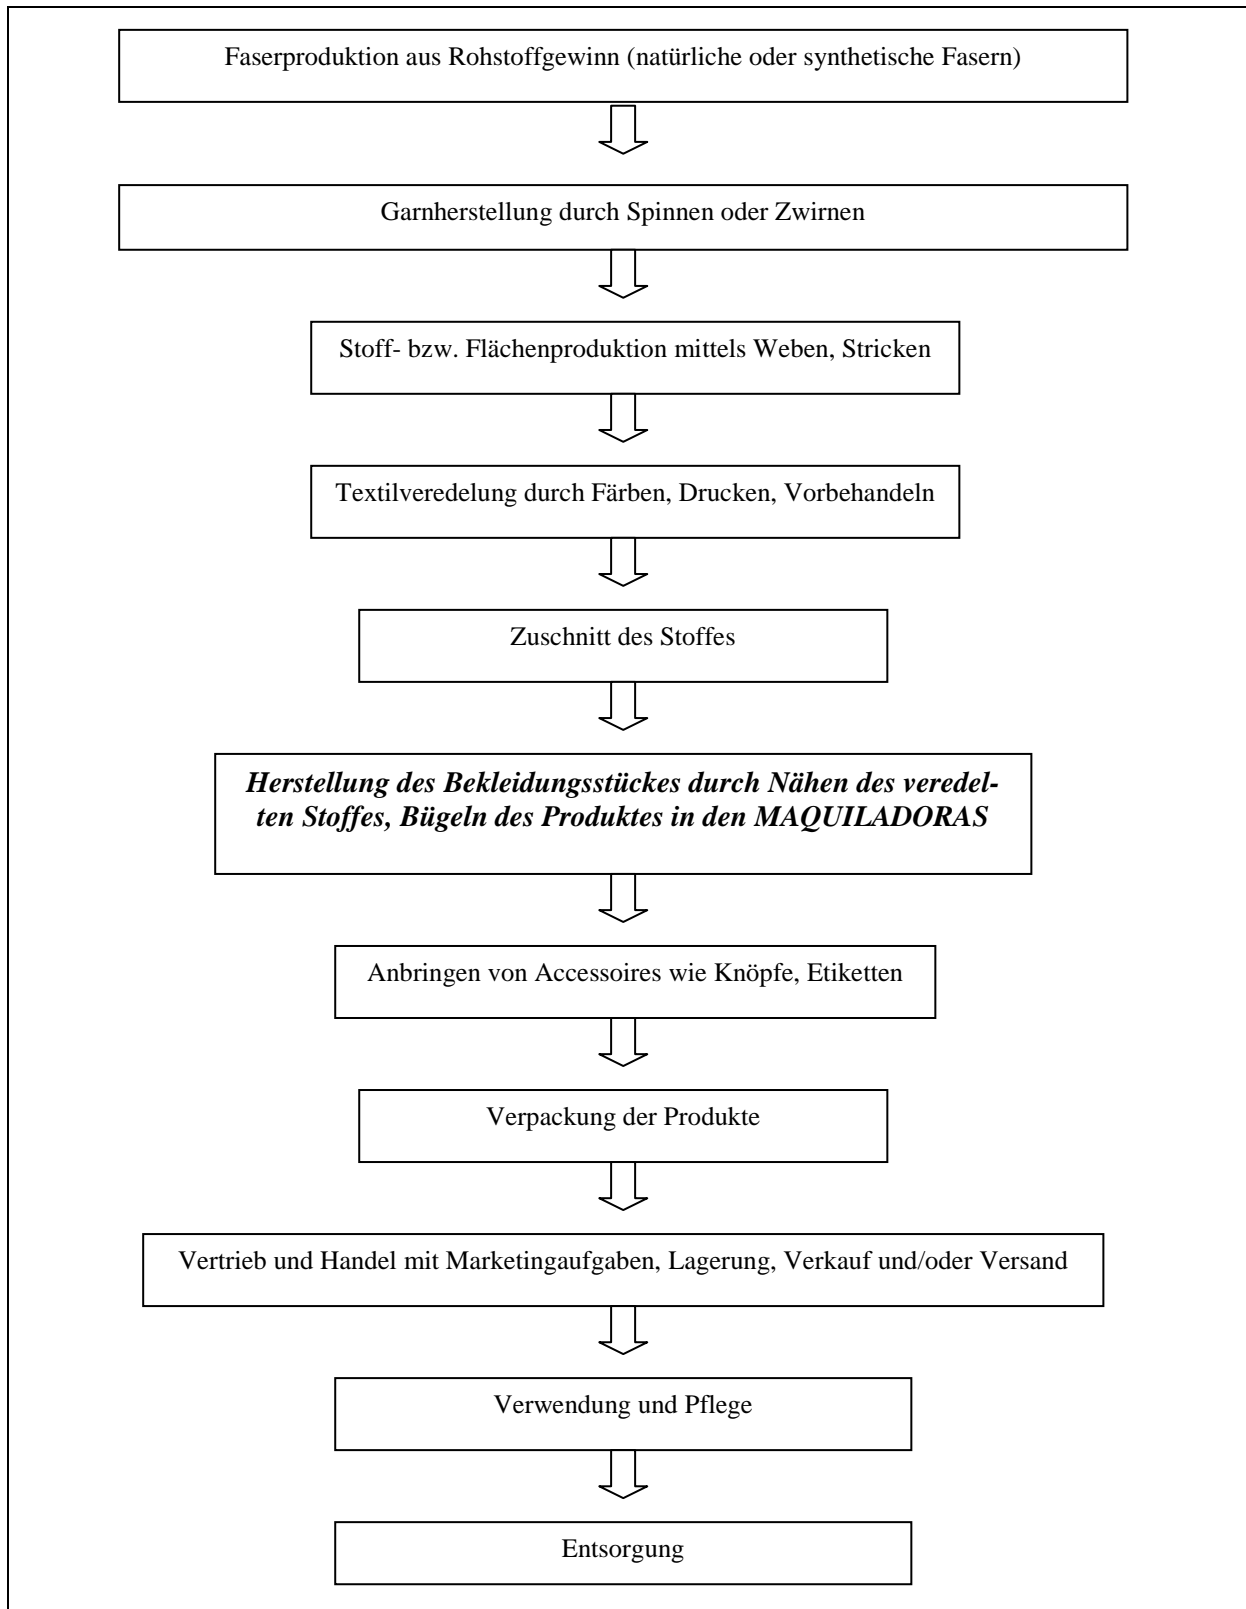 Faserproduktion aus Rohstoffgewinn (natürliche oder synthetische Fasern)
Garnherstellung durch Spinnen oder Zwirnen
Stoff- bzw. Flächenproduktion mittels Weben, Stricken
Textilveredelung durch Färben, Drucken, Vorbehandeln
Zuschnitt des Stoffes
Herstellung des Bekleidungsstückes durch Nähen des veredel-
ten Stoffes, Bügeln des Produktes in den MAQUILADORAS
Anbringen von Accessoires wie Knöpfe, Etiketten
Verpackung der Produkte
Vertrieb und Handel mit Marketingaufgaben, Lagerung, Verkauf und/oder Versand
Verwendung und Pflege
Entsorgung